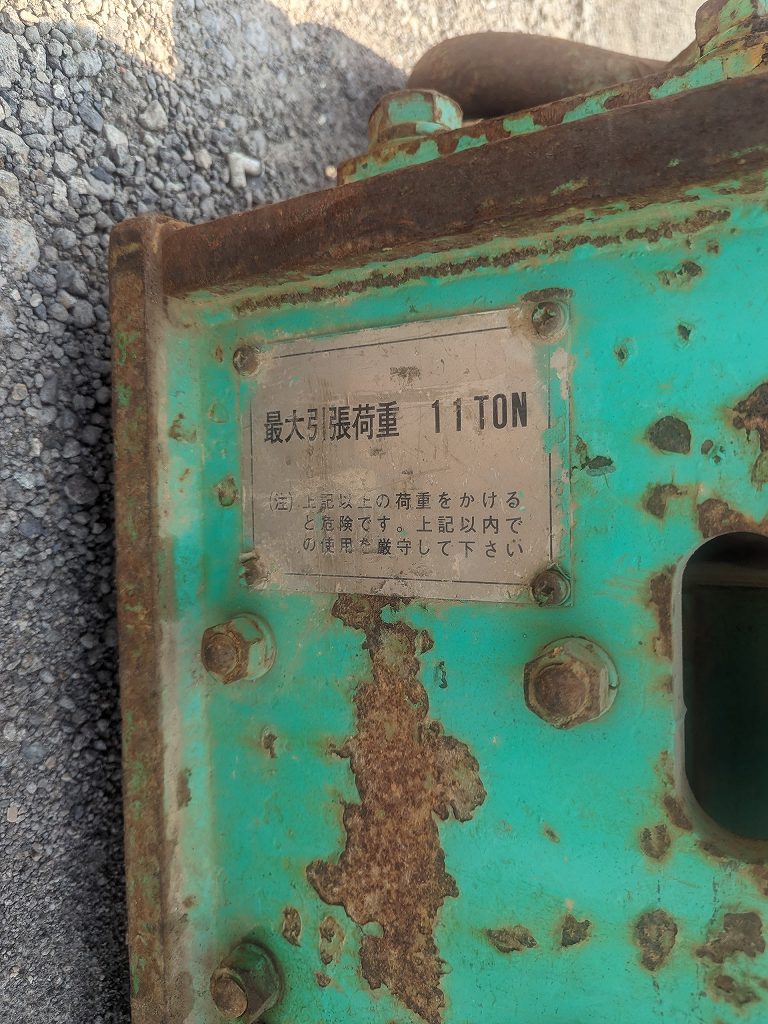 最大引張荷重 11TON
(注)上記以上の荷重をかける
と危険です。上記以内で
の使用を厳守して下さい